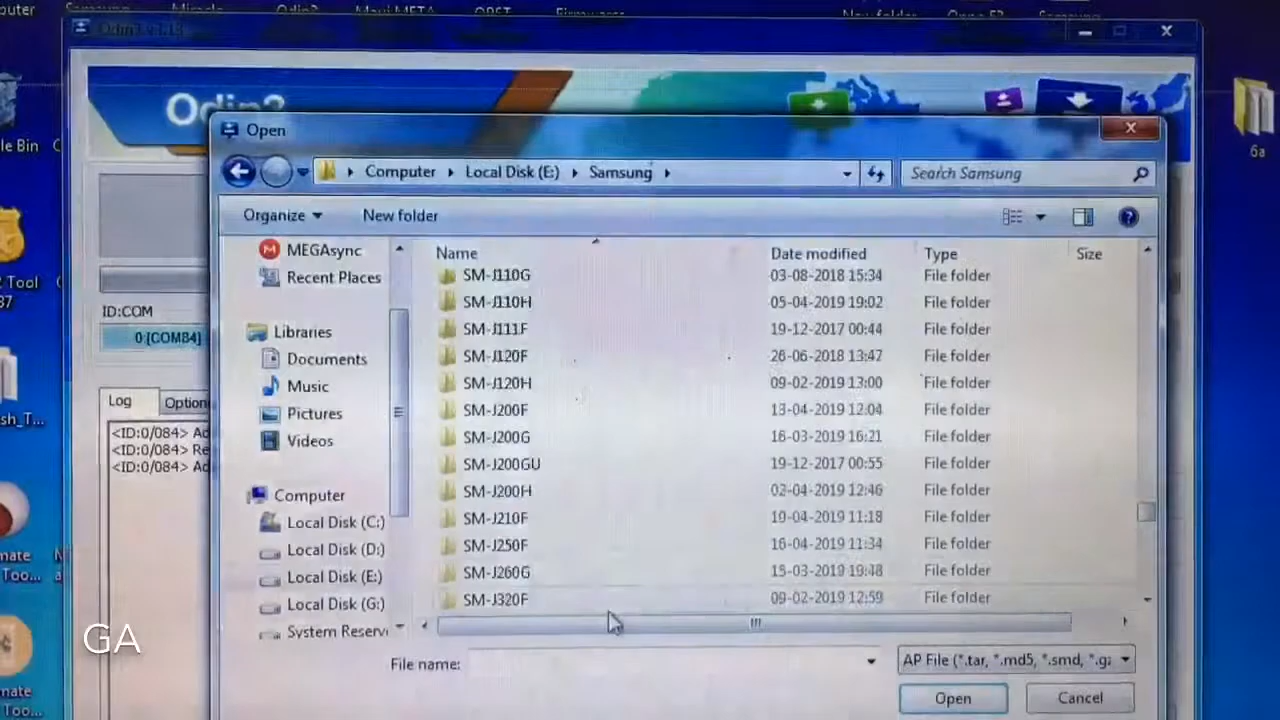 Odin3
Open
Computer
Local Disk (E:)
Samsung
Search Samsung
Organize
New folder
Name
Date modified
Type
Size
MEGAsync
Recent Places
Libraries
Documents
Music
Pictures
Videos
Computer
Local Disk (C:)
Local Disk (D:)
Local Disk (E:)
Local Disk (G:)
System Reserv
SM-J110G 03-08-2018 15:34 File folder
SM-J110H 05-04-2019 19:02 File folder
SM-J111F 19-12-2017 00:44 File folder
SM-J120F 26-06-2018 13:47 File folder
SM-J120H 09-02-2019 13:00 File folder
SM-J200F 13-04-2019 12:04 File folder
SM-J200G 16-03-2019 16:21 File folder
SM-J200GU 19-12-2017 00:55 File folder
SM-J200H 02-04-2019 12:46 File folder
SM-J210F 19-04-2019 11:18 File folder
SM-J250F 16-04-2019 11:34 File folder
SM-J260G 15-03-2019 19:48 File folder
SM-J320F 09-02-2019 12:59 File folder
File name:
AP File (*.tar, *.md5, *.smd, *.gz
Open
Cancel
ID:COM
0:[COM84]
Log
Option
<ID:0/084> Ad
<ID:0/084> Re
<ID:0/084> Ad
le Bin
Tool
6a
GA